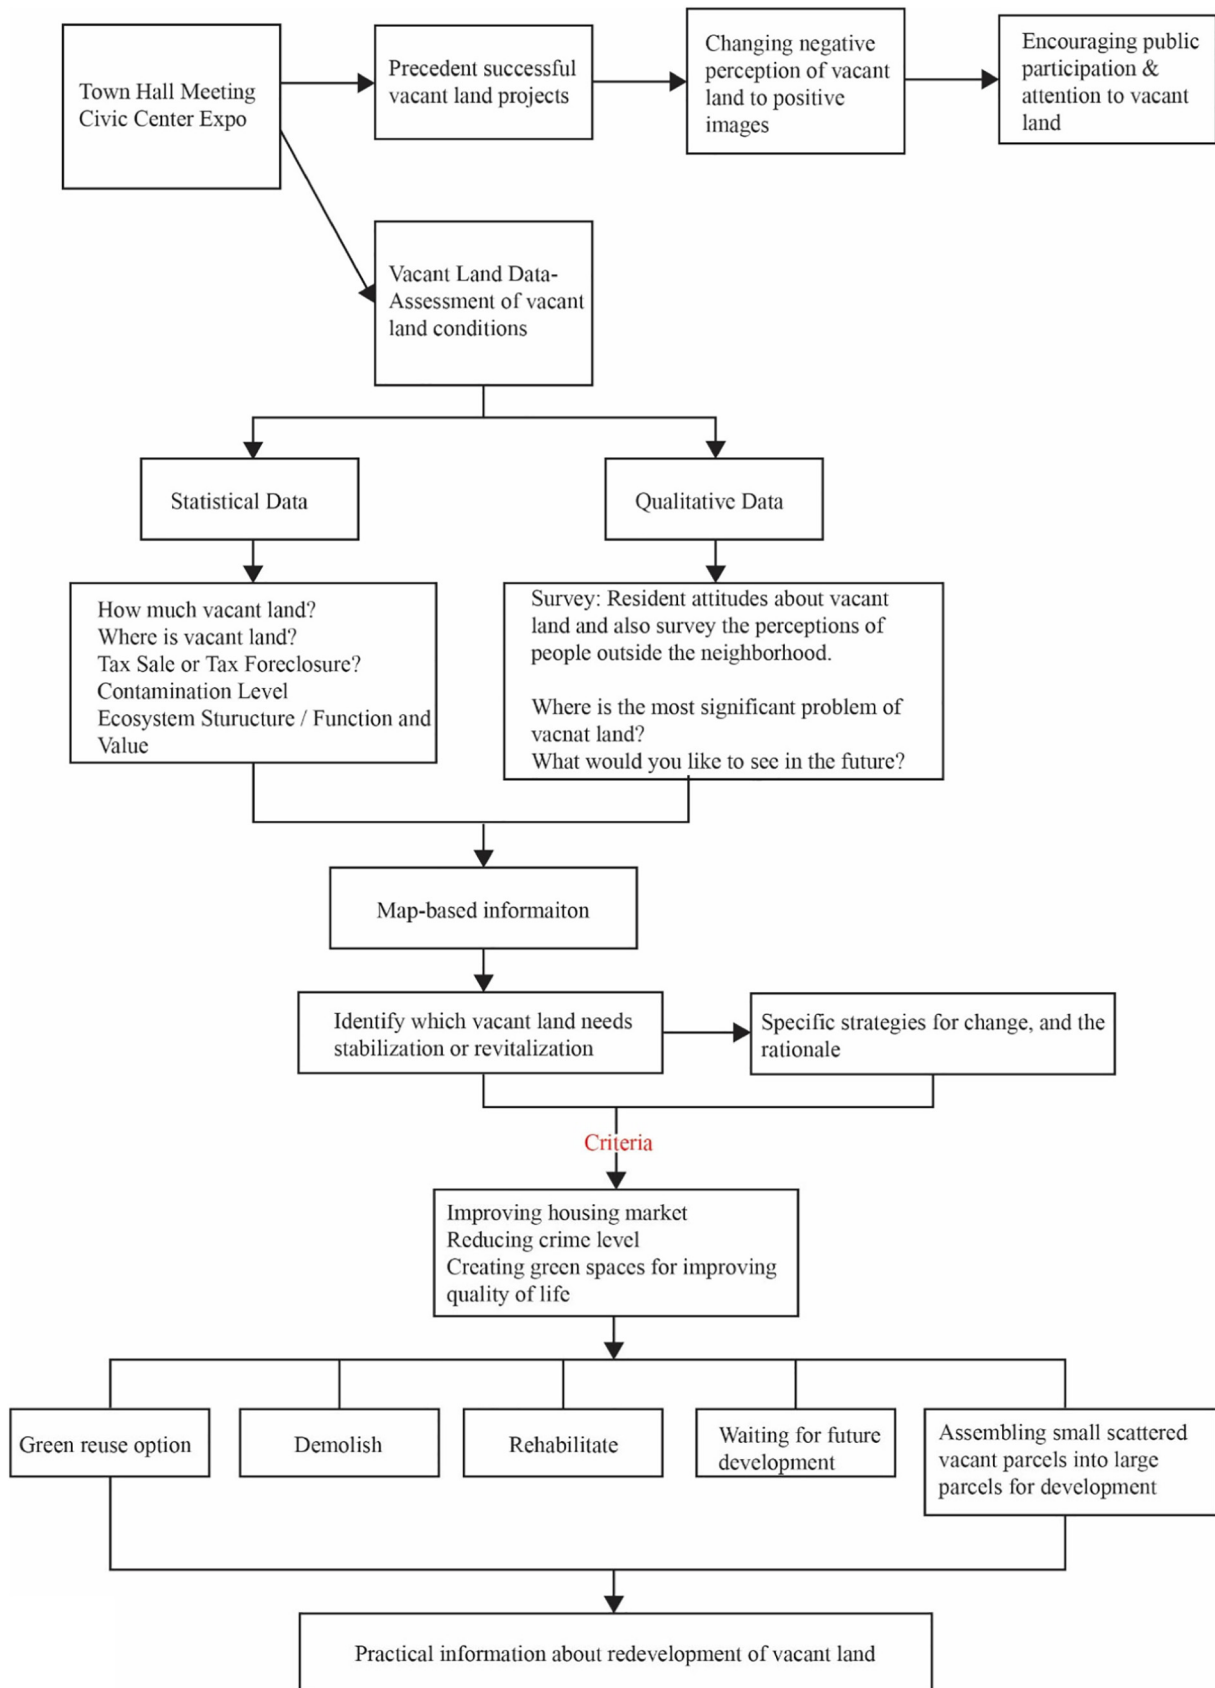 Town Hall Meeting
Civic Center Expo
Precedent successful
vacant land projects
Changing negative
perception of vacant
land to positive
images
Encouraging public
participation &
attention to vacant
land
Vacant Land Data-
Assessment of vacant
land conditions
Statistical Data
Qualitative Data
How much vacant land?
Where is vacant land?
Tax Sale or Tax Foreclosure?
Contamination Level
Ecosystem Sturucture / Function and
Value
Survey: Resident attitudes about vacant
land and also survey the perceptions of
people outside the neighborhood.
Where is the most significant problem of
vacnat land?
What would you like to see in the future?
Map-based informaiton
Identify which vacant land needs
stabilization or revitalization
Specific strategies for change, and the
rationale
Criteria
Improving housing market
Reducing crime level
Creating green spaces for improving
quality of life
Green reuse option
Demolish
Rehabilitate
Waiting for future
development
Assembling small scattered
vacant parcels into large
parcels for development
Practical information about redevelopment of vacant land